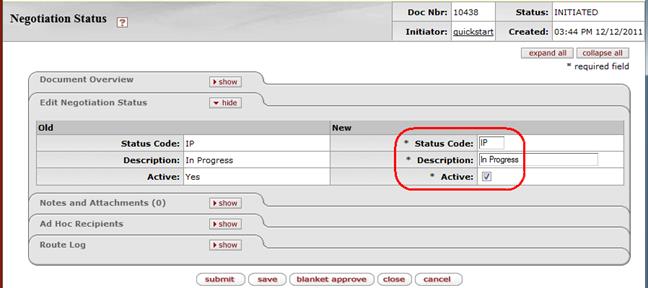 Negotiation Status ?
Doc Nbr: 10438 Status: INITIATED
Initiator: quickstart Created: 03:44 PM 12/12/2011
expand all collapse all
* required field
Document Overview show
Edit Negotiation Status hide
Old New
Status Code: IP * Status Code: IP
Description: In Progress * Description: In Progress
Active: Yes * Active:
Notes and Attachments (0) show
Ad Hoc Recipients show
Route Log show
submit save blanket approve close cancel